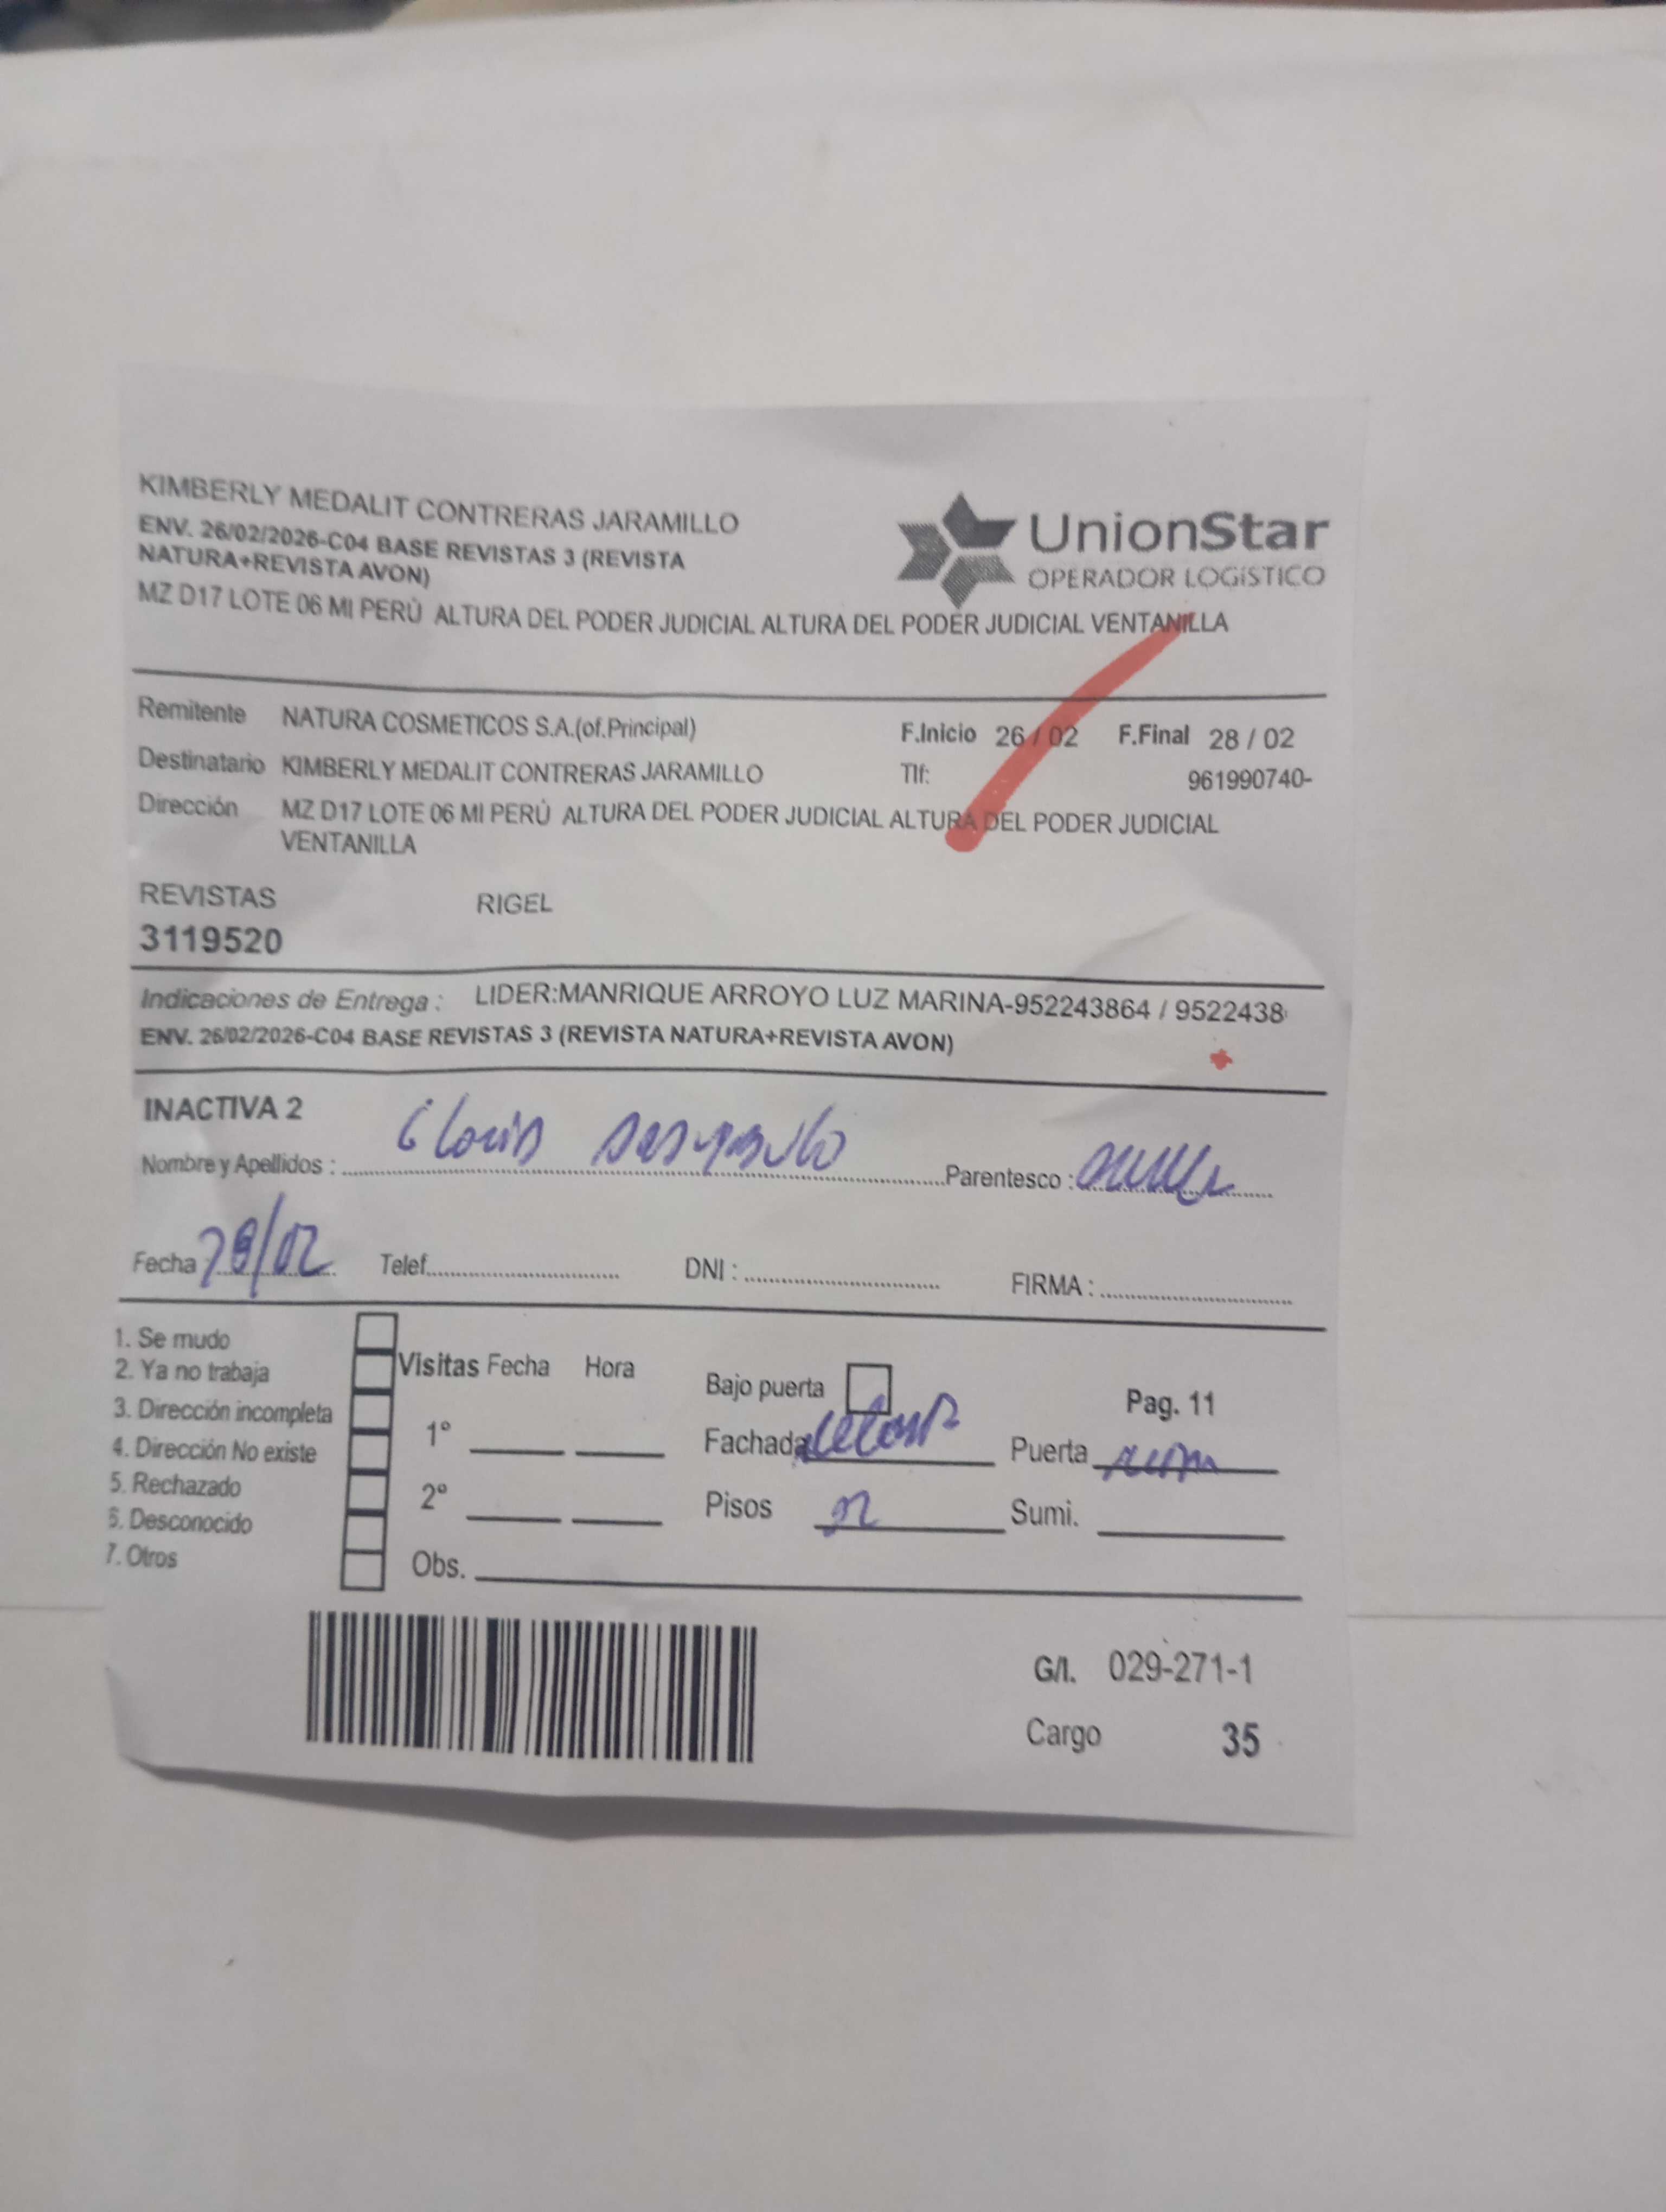 KIMBERLY MEDALIT CONTRERAS JARAMILLO
ENV. 26/02/2026-C04 BASE REVISTAS 3 (REVISTA
NATURA+REVISTA AVON)
MZ D17 LOTE 06 MI PERÚ ALTURA DEL PODER JUDICIAL ALTURA DEL PODER JUDICIAL VENTANILLA
UnionStar
OPERADOR LOGÍSTICO
Remitente NATURA COSMETICOS S.A.(of.Principal) F.Inicio 26 / 02 F.Final 28 / 02
Destinatario KIMBERLY MEDALIT CONTRERAS JARAMILLO Tlf: 961990740-
Dirección MZ D17 LOTE 06 MI PERÚ ALTURA DEL PODER JUDICIAL ALTURA DEL PODER JUDICIAL
VENTANILLA
REVISTAS RIGEL
3119520
Indicaciones de Entrega : LIDER:MANRIQUE ARROYO LUZ MARINA-952243864 / 9522438
ENV. 26/02/2026-C04 BASE REVISTAS 3 (REVISTA NATURA+REVISTA AVON)
INACTIVA 2
Nombre y Apellidos : Parentesco :
Fecha 28/02 Telef. DNI : FIRMA :
1. Se mudo
2. Ya no trabaja
3. Dirección incompleta
4. Dirección No existe
5. Rechazado
6. Desconocido
7. Otros
Visitas Fecha Hora
1°
2°
Obs.
Bajo puerta Pag. 11
Fachada Puerta
Pisos Sumi.
G/I. 029-271-1
Cargo 35